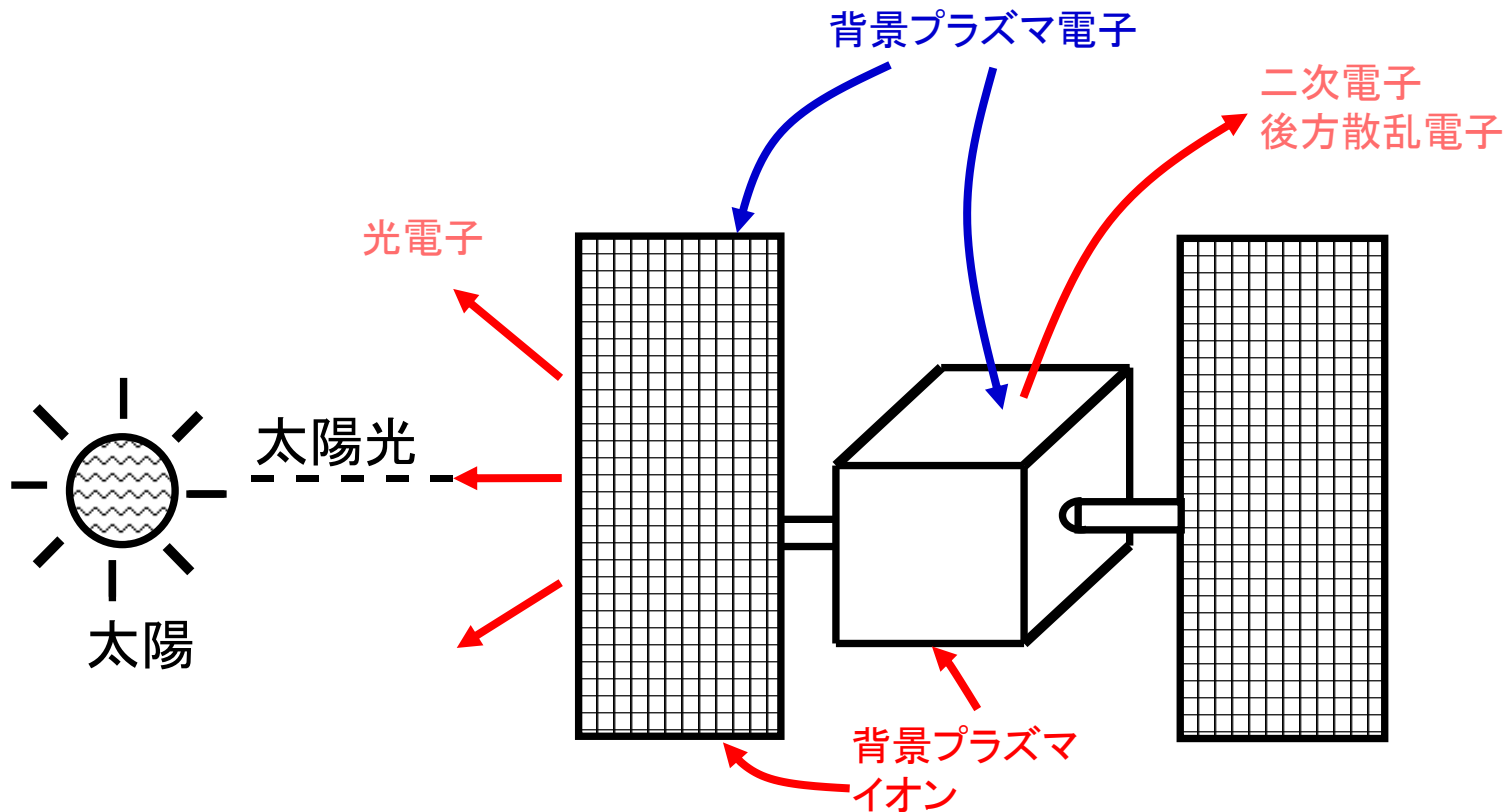 背景プラズマ電子
二次電子
後方散乱電子
光電子
太陽光
太陽
背景プラズマ
イオン